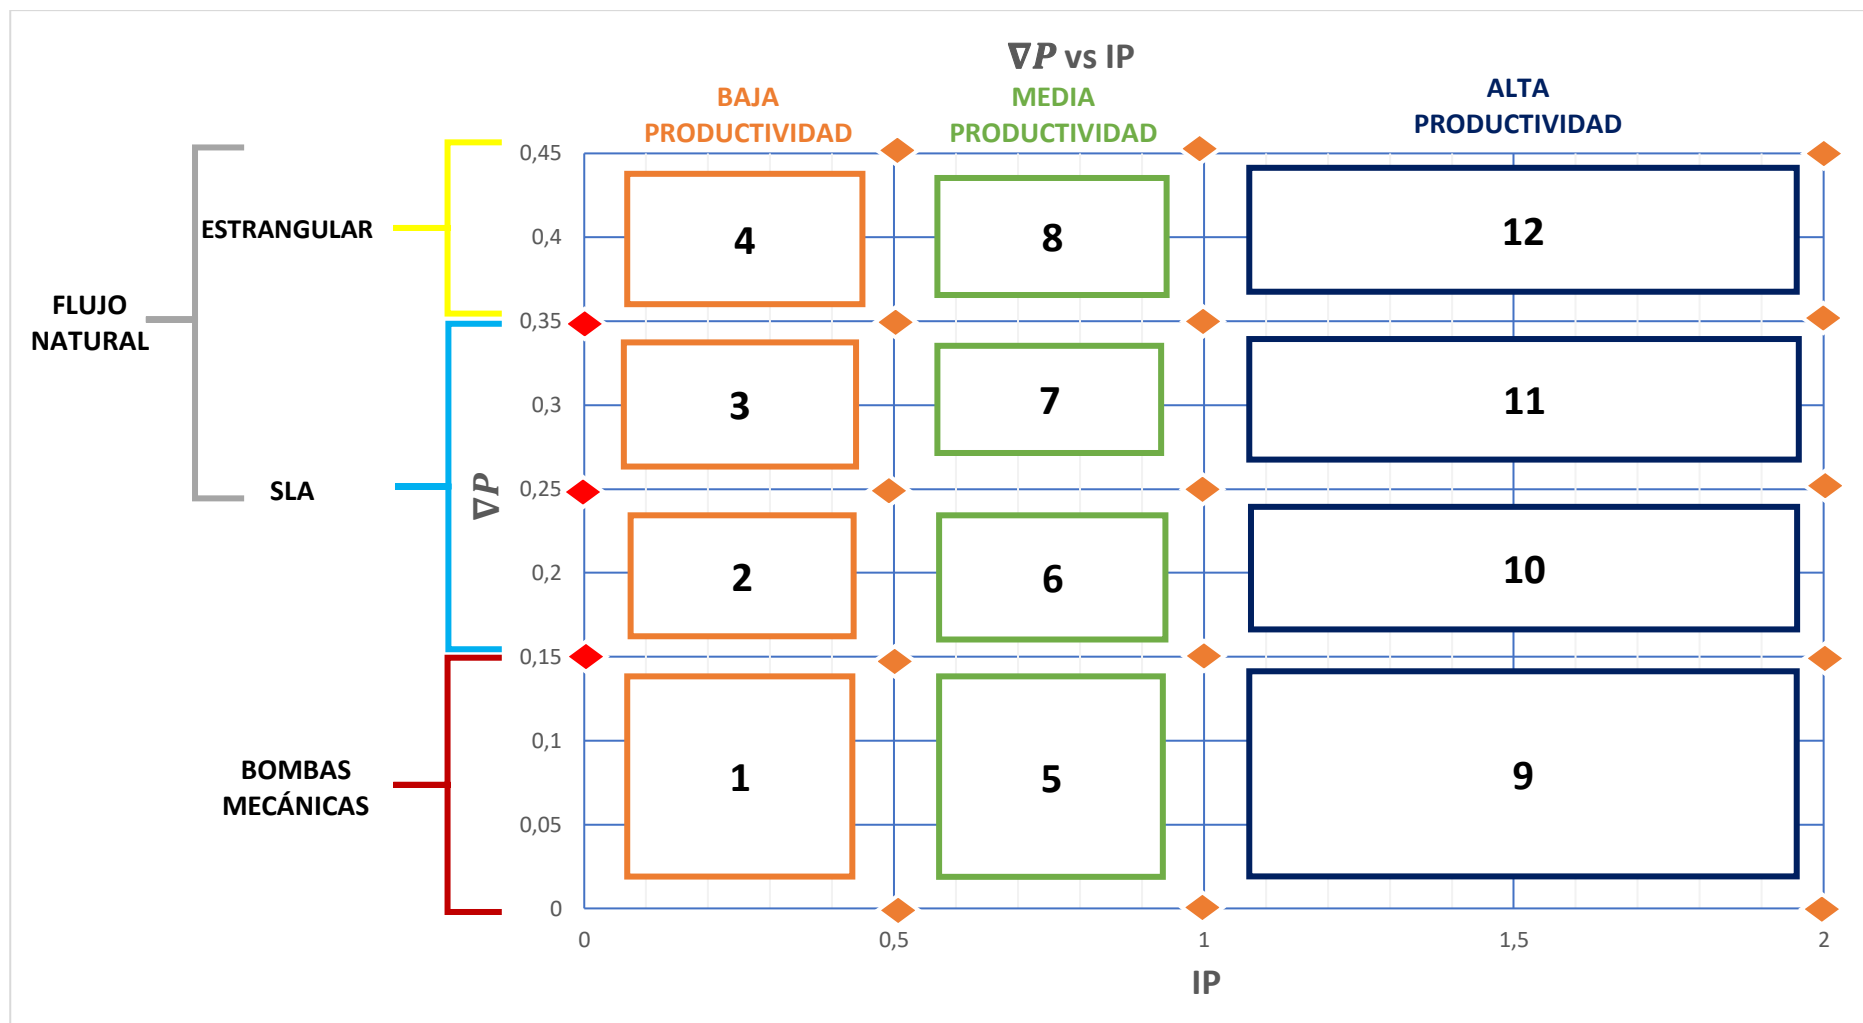 ∇P vs IP
BAJA
PRODUCTIVIDAD
MEDIA
PRODUCTIVIDAD
ALTA
PRODUCTIVIDAD
FLUJO
NATURAL
ESTRANGULAR
SLA
BOMBAS
MECÁNICAS
∇P
0,45
0,4
0,35
0,3
0,25
0,2
0,15
0,1
0,05
0
4
8
12
3
7
11
2
6
10
1
5
9
0
0,5
1
1,5
2
IP